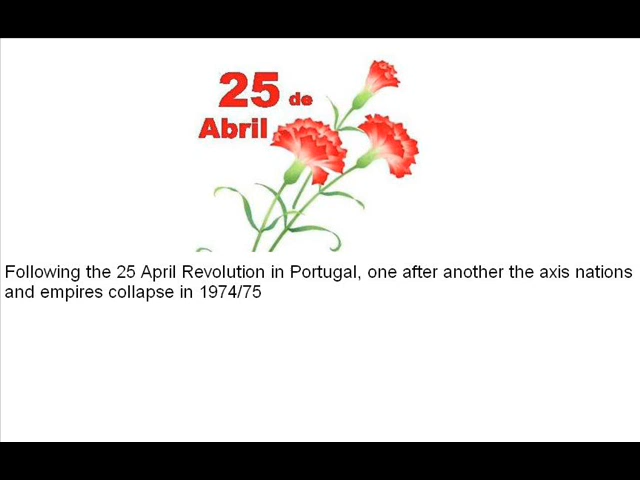 25 de
Abril
Following the 25 April Revolution in Portugal, one after another the axis nations
and empires collapse in 1974/75